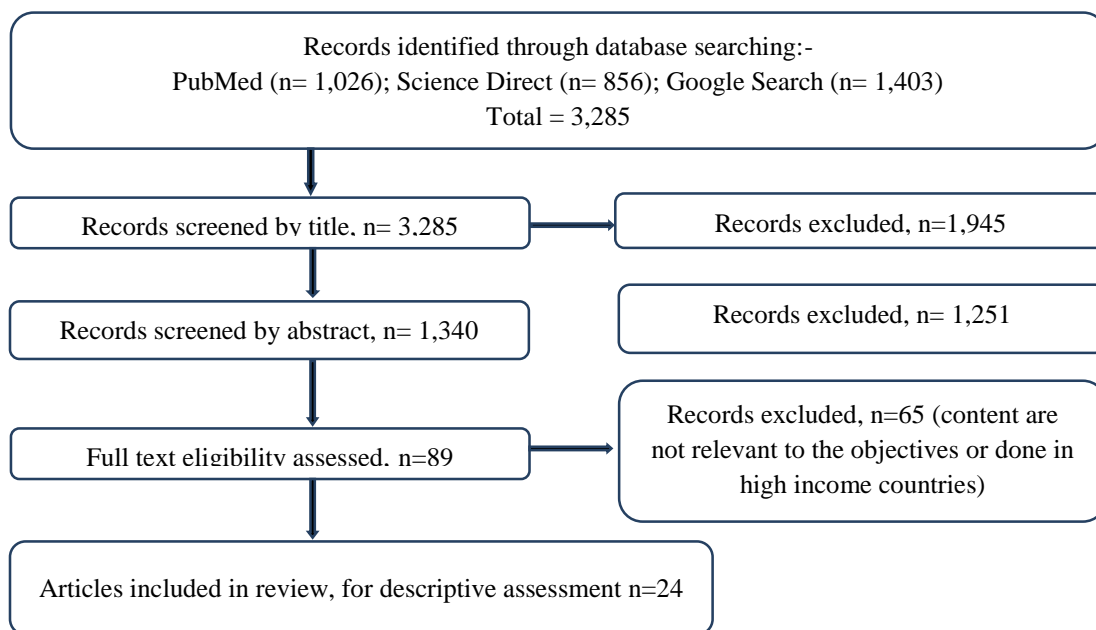 Records identified through database searching:-
PubMed (n= 1,026); Science Direct (n= 856); Google Search (n= 1,403)
Total = 3,285
Records screened by title, n= 3,285
Records excluded, n=1,945
Records screened by abstract, n= 1,340
Records excluded, n= 1,251
Full text eligibility assessed, n=89
Records excluded, n=65 (content are
not relevant to the objectives or done in
high income countries)
Articles included in review, for descriptive assessment n=24